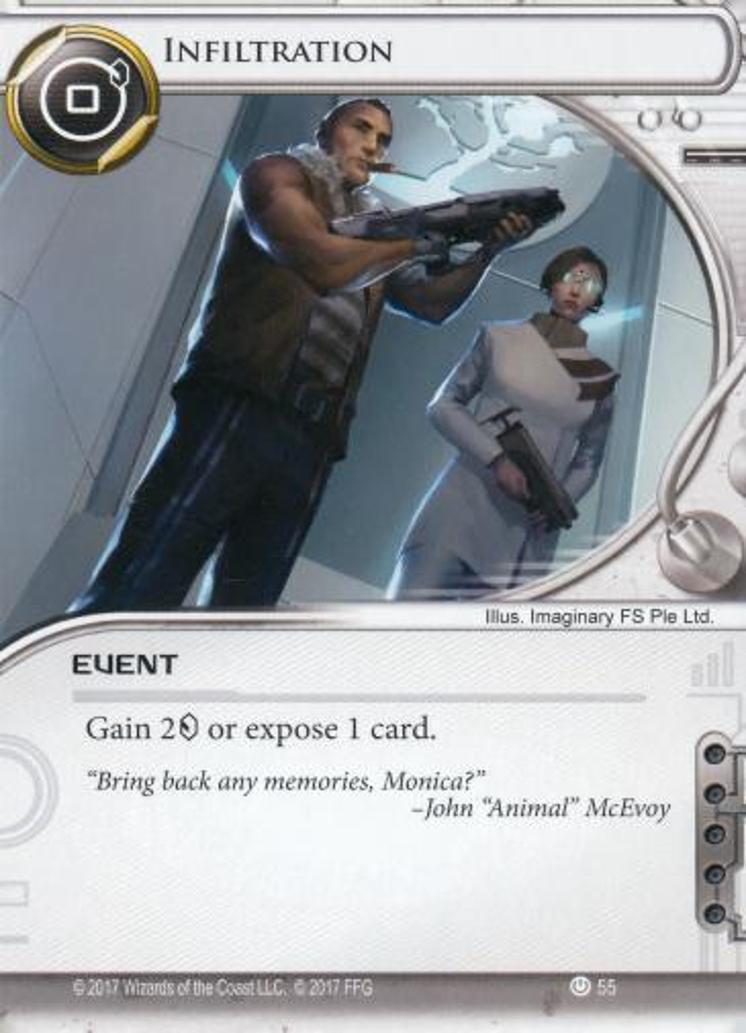 INFILTRATION
Illus. Imaginary FS Pte Ltd.
EVENT
Gain 2 or expose 1 card.
“Bring back any memories, Monica?”
–John “Animal” McEvoy
© 2017 Wizards of the Coast LLC. © 2017 FFG
55